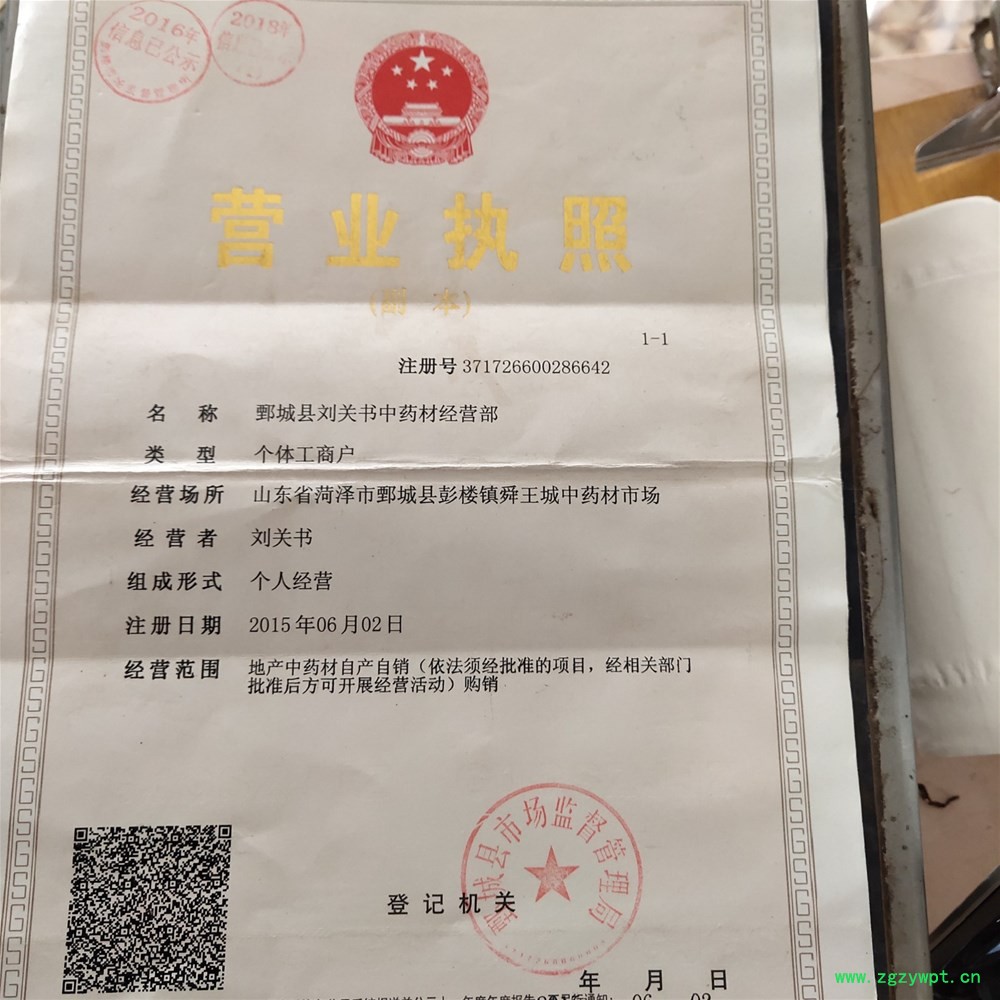 2016年
信息已公示
2018年
营业执照
(副本)
1-1
注册号 371726600286642
名称 鄄城县刘关书中药材经营部
类型 个体工商户
经营场所 山东省菏泽市鄄城县彭楼镇舜王城中药材市场
经营者 刘关书
组成形式 个人经营
注册日期 2015年06月02日
经营范围 地产中药材自产自销（依法须经批准的项目，经相关部门
批准后方可开展经营活动）购销
鄄城县市场监督管理局
登记机关
年 月 日
06 02
www.zgzywpt.cn